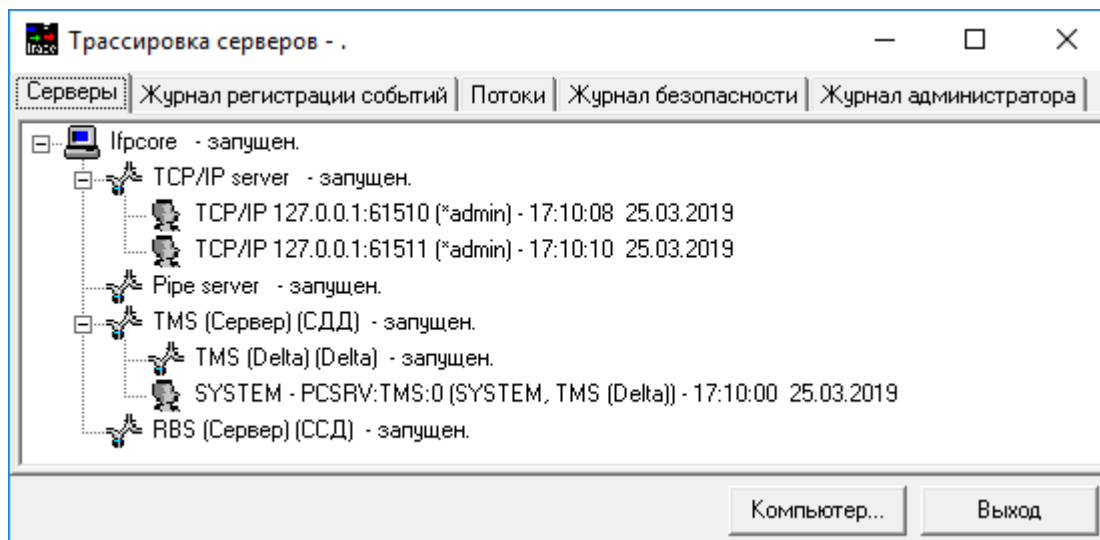 Трассировка серверов - .
Серверы Журнал регистрации событий Потоки Журнал безопасности Журнал администратора
lfpcore - запущен.
TCP/IP server - запущен.
TCP/IP 127.0.0.1:61510 (*admin) - 17:10:08 25.03.2019
TCP/IP 127.0.0.1:61511 (*admin) - 17:10:10 25.03.2019
Pipe server - запущен.
TMS (Сервер) (СДД) - запущен.
TMS (Delta) (Delta) - запущен.
SYSTEM - PCSRV:TMS:0 (SYSTEM, TMS (Delta)) - 17:10:00 25.03.2019
RBS (Сервер) (ССД) - запущен.
Компьютер... Выход